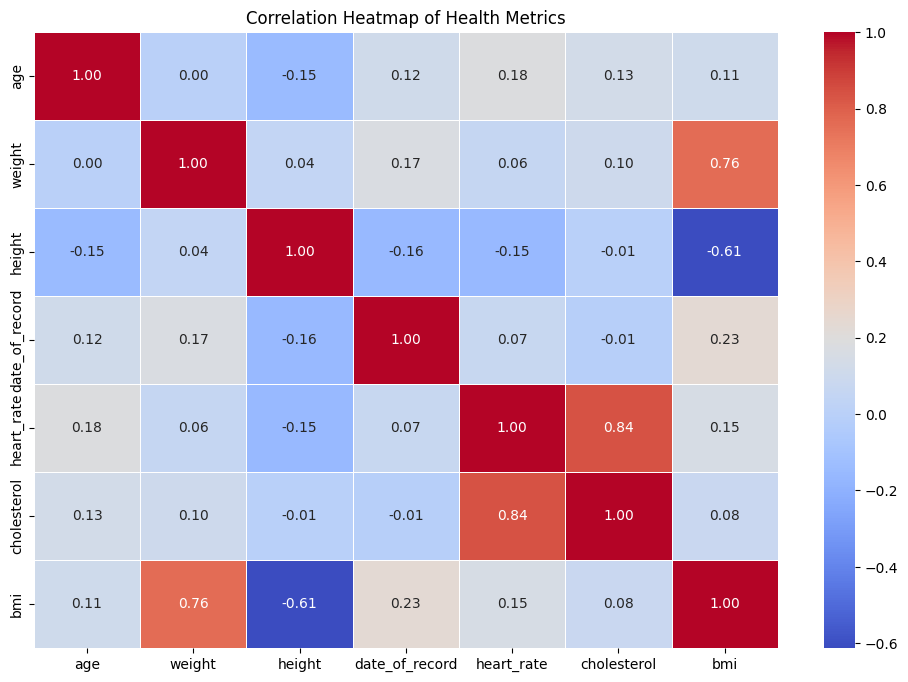 Correlation Heatmap of Health Metrics
age 1.00 0.00 -0.15 0.12 0.18 0.13 0.11
weight 0.00 1.00 0.04 0.17 0.06 0.10 0.76
height -0.15 0.04 1.00 -0.16 -0.15 -0.01 -0.61
date_of_record 0.12 0.17 -0.16 1.00 0.07 -0.01 0.23
heart_rate 0.18 0.06 -0.15 0.07 1.00 0.84 0.15
cholesterol 0.13 0.10 -0.01 -0.01 0.84 1.00 0.08
bmi 0.11 0.76 -0.61 0.23 0.15 0.08 1.00
age weight height date_of_record heart_rate cholesterol bmi
1.0
0.8
0.6
0.4
0.2
0.0
−0.2
−0.4
−0.6